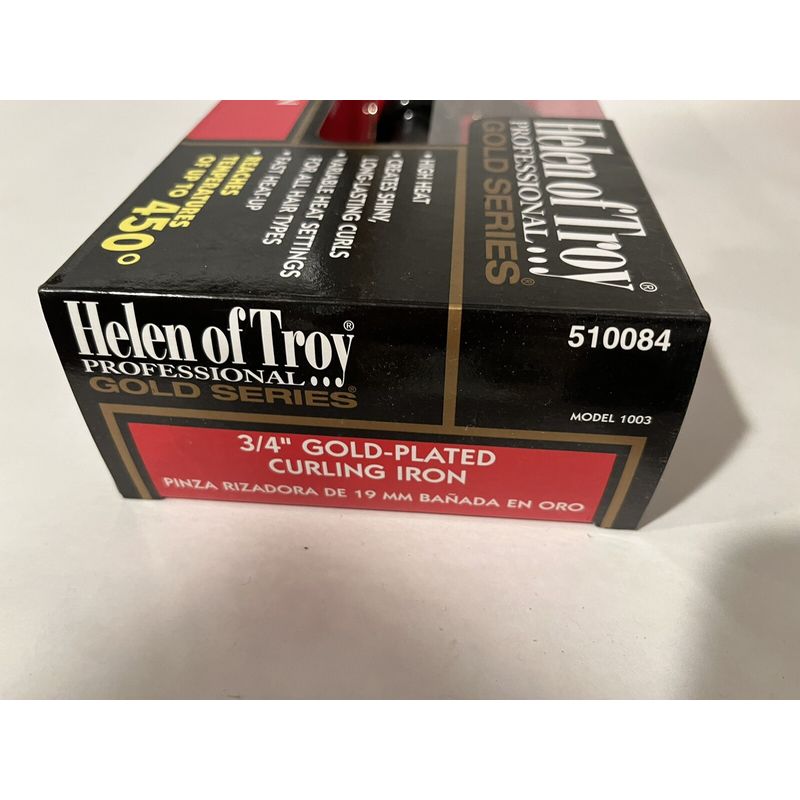 Helen of Troy®
PROFESSIONAL...
GOLD SERIES®
• HIGH HEAT
• CREATES SHINY,
LONG-LASTING CURLS
• VARIABLE HEAT SETTINGS
FOR ALL HAIR TYPES
• FAST HEAT-UP
REACHES
TEMPERATURES
OF UP TO 450°
Helen of Troy®
PROFESSIONAL...
GOLD SERIES®
510084
MODEL 1003
3/4" GOLD-PLATED
CURLING IRON
PINZA RIZADORA DE 19 MM BAÑADA EN ORO